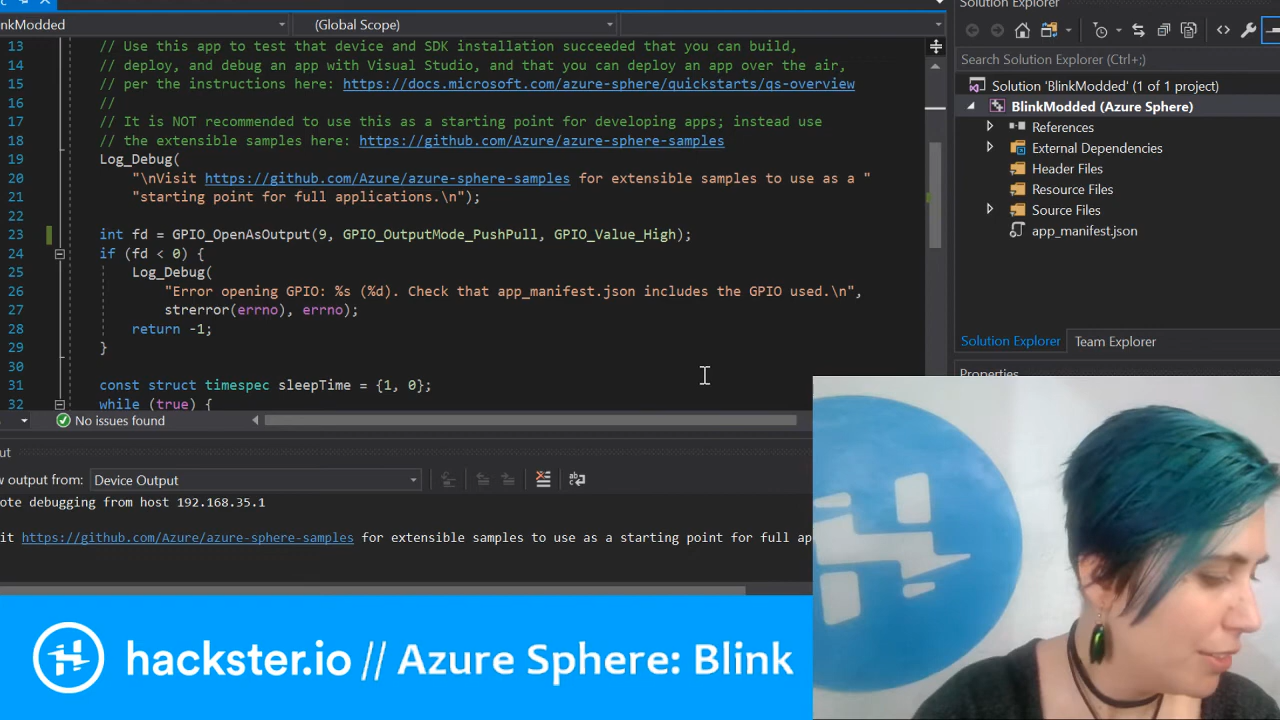 nkModded
(Global Scope)
13 // Use this app to test that device and SDK installation succeeded that you can build,
14 // deploy, and debug an app with Visual Studio, and that you can deploy an app over the air,
15 // per the instructions here: https://docs.microsoft.com/azure-sphere/quickstarts/qs-overview
16 //
17 // It is NOT recommended to use this as a starting point for developing apps; instead use
18 // the extensible samples here: https://github.com/Azure/azure-sphere-samples
19 Log_Debug(
20 "\nVisit https://github.com/Azure/azure-sphere-samples for extensible samples to use as a "
21 "starting point for full applications.\n");
22
23 int fd = GPIO_OpenAsOutput(9, GPIO_OutputMode_PushPull, GPIO_Value_High);
24 if (fd < 0) {
25 Log_Debug(
26 "Error opening GPIO: %s (%d). Check that app_manifest.json includes the GPIO used.\n",
27 strerror(errno), errno);
28 return -1;
29 }
30
31 const struct timespec sleepTime = {1, 0};
32 while (true) {
No issues found
Solution Explorer
Search Solution Explorer (Ctrl+;)
Solution 'BlinkModded' (1 of 1 project)
BlinkModded (Azure Sphere)
References
External Dependencies
Header Files
Resource Files
Source Files
app_manifest.json
Solution Explorer Team Explorer
Properties
ut
w output from: Device Output
ote debugging from host 192.168.35.1
it https://github.com/Azure/azure-sphere-samples for extensible samples to use as a starting point for full ap
hackster.io // Azure Sphere: Blink